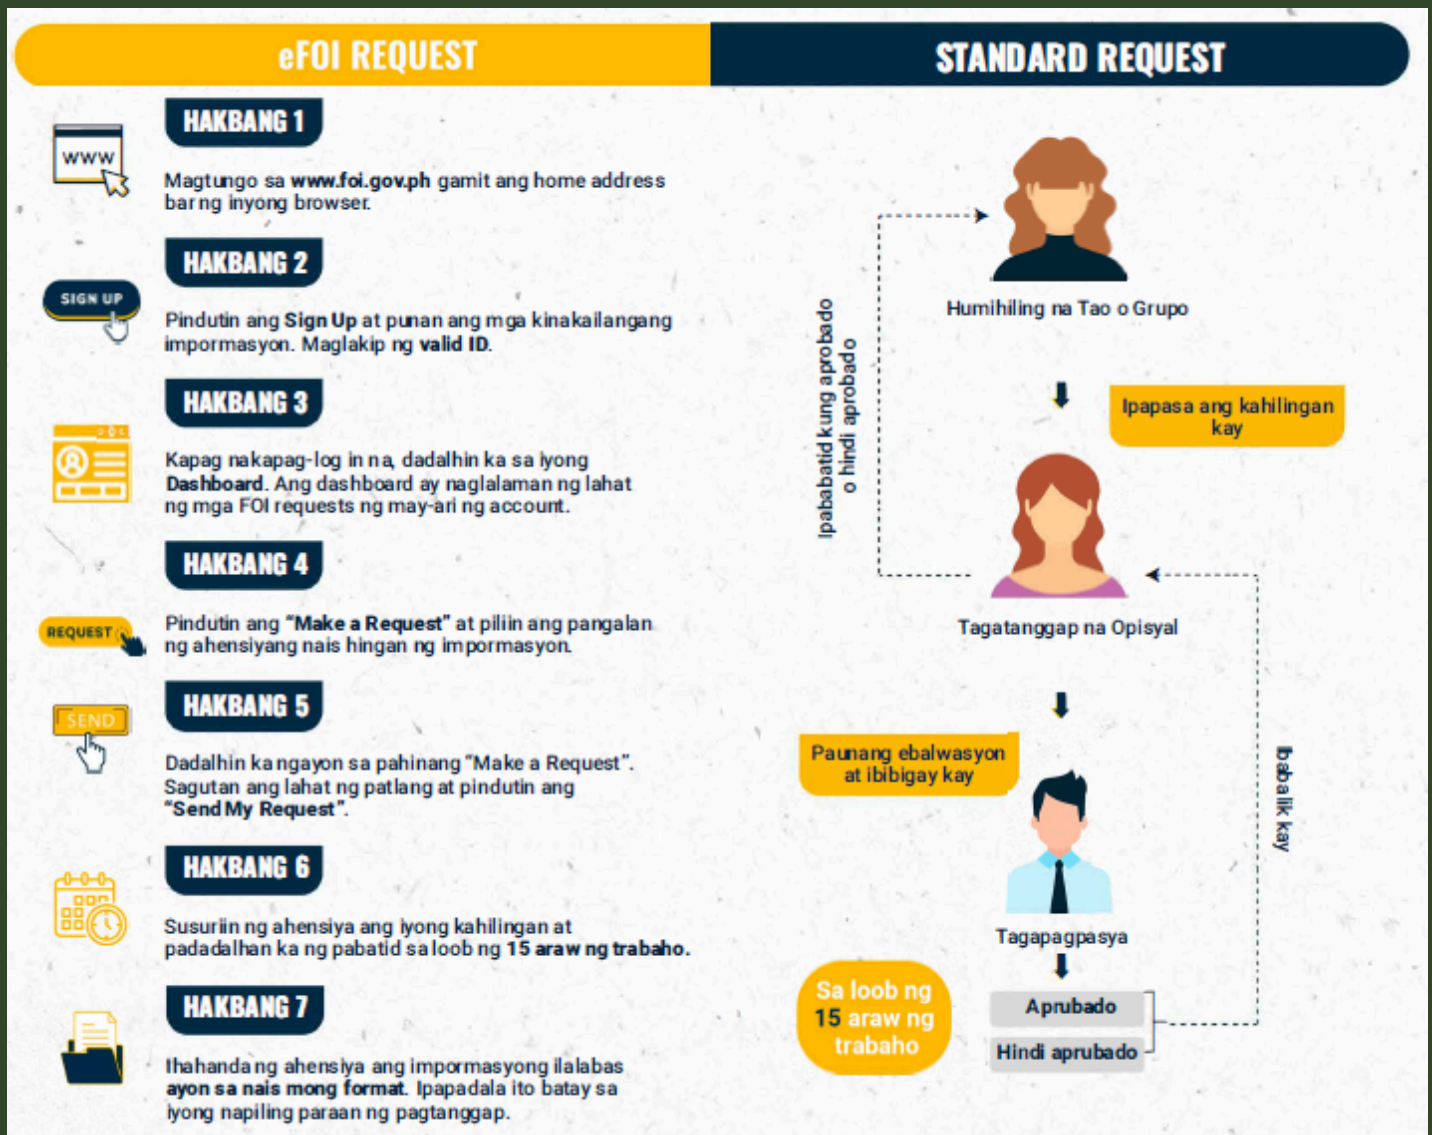 eFOI REQUEST
HAKBANG 1
WWW
Magtungo sa www.foi.gov.ph gamit ang home address
bar ng inyong browser.
HAKBANG 2
SIGN UP
Pindutin ang Sign Up at punan ang mga kinakailangang
impormasyon. Maglakip ng valid ID.
HAKBANG 3
Kapag nakapag-log in na, dadalhin ka sa iyong
Dashboard. Ang dashboard ay naglalaman ng lahat
ng mga FOI requests ng may-ari ng account.
HAKBANG 4
REQUEST
Pindutin ang “Make a Request” at piliin ang pangalan
ng ahensiyang nais hingan ng impormasyon.
HAKBANG 5
SEND
Dadalhin ka ngayon sa pahinang “Make a Request”.
Sagutan ang lahat ng patlang at pindutin ang
“Send My Request”.
HAKBANG 6
Susuriin ng ahensiya ang iyong kahilingan at
padadalhan ka ng pabatid sa loob ng 15 araw ng trabaho.
HAKBANG 7
Ihahanda ng ahensiya ang impormasyong ilalabas
ayon sa nais mong format. Ipapadala ito batay sa
iyong napiling paraan ng pagtanggap.
STANDARD REQUEST
Humihiling na Tao o Grupo
Ipapasa ang kahilingan
kay
Ipababatid kung aprobado
o hindi aprobado
Tagatanggap na Opisyal
Paunang ebalwasyon
at ibibigay kay
Ibabalik kay
Tagapagpasya
Sa loob ng
15 araw ng
trabaho
Aprubado
Hindi aprubado